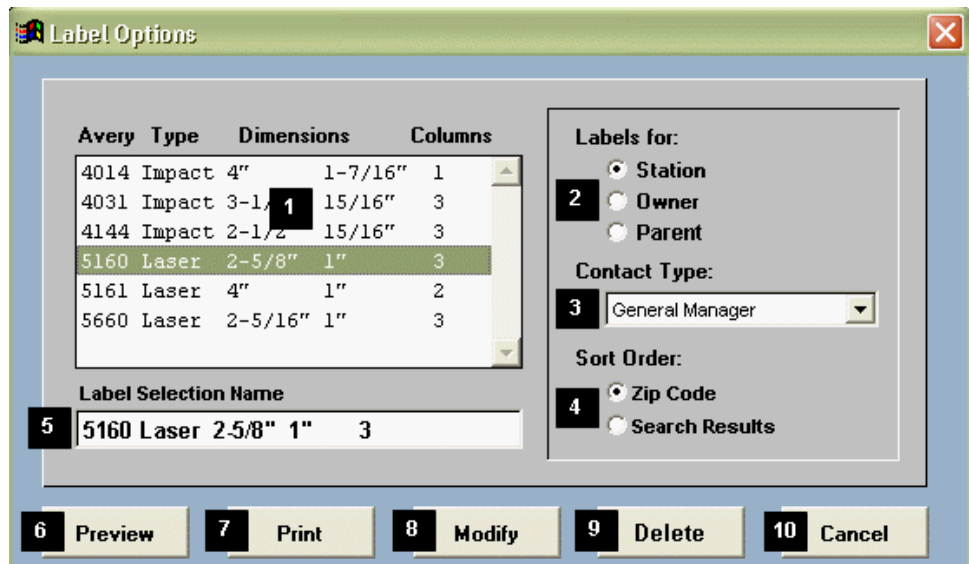 Label Options
Avery Type Dimensions Columns
4014 Impact 4" 1-7/16" 1
4031 Impact 3-1/ 15/16" 3
1
4144 Impact 2-1/2 15/16" 3
5160 Laser 2-5/8" 1" 3
5161 Laser 4" 1" 2
5660 Laser 2-5/16" 1" 3
Label Selection Name
5
5160 Laser 2-5/8" 1" 3
Labels for:
Station
2
Owner
Parent
Contact Type:
3
General Manager
Sort Order:
Zip Code
4
Search Results
6 Preview 7 Print 8 Modify 9 Delete 10 Cancel